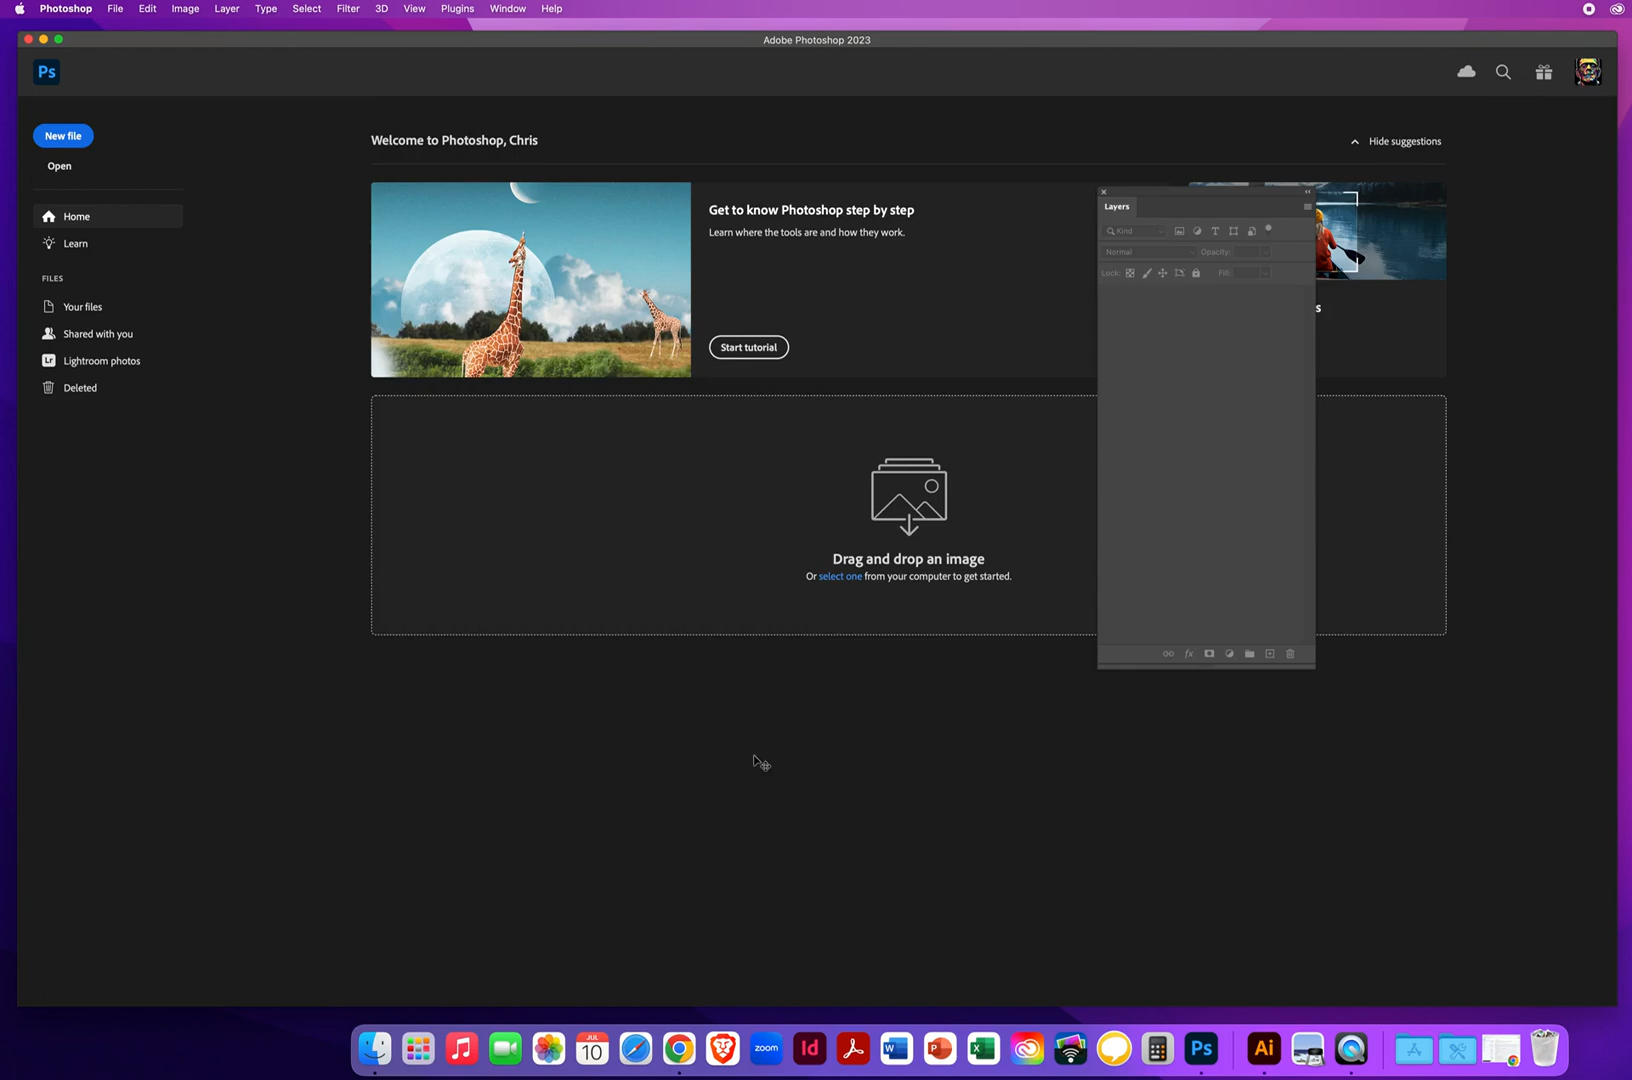 Photoshop File Edit Image Layer Type Select Filter 3D View Plugins Window Help
Adobe Photoshop 2023
Ps
New file
Open
Home
Learn
FILES
Your files
Shared with you
Lr Lightroom photos
Deleted
Welcome to Photoshop, Chris
Hide suggestions
Get to know Photoshop step by step
Learn where the tools are and how they work.
Start tutorial
s
Layers
Kind
Normal Opacity:
Lock: Fill:
Drag and drop an image
Or select one from your computer to get started.
JUL
10
zoom
Id
W
P
X
Ps
Ai